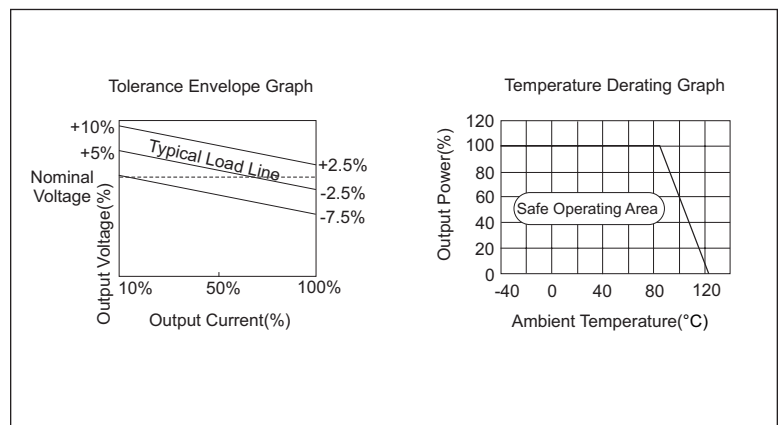 Tolerance Envelope Graph
+10%
+5%
Nominal
Voltage
Output Voltage(%)
Typical Load Line
+2.5%
-2.5%
-7.5%
10%
50%
100%
Output Current(%)
Temperature Derating Graph
Output Power(%)
120
100
80
60
40
20
0
Safe Operating Area
-40
0
40
80
120
Ambient Temperature(°C)